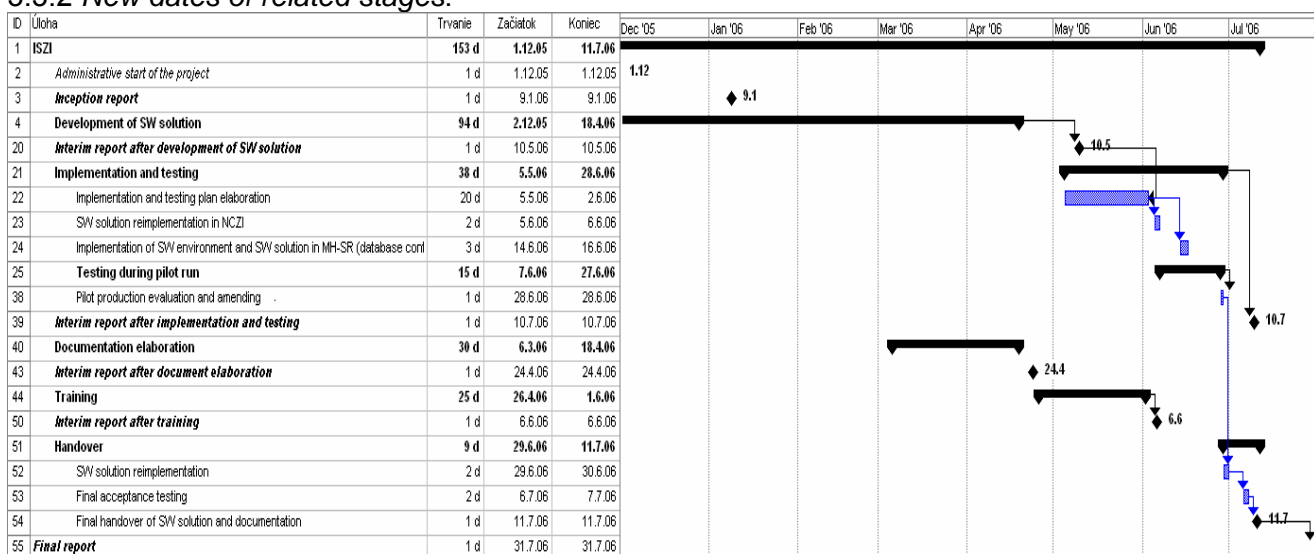 5.3.2 New dates of related stages.
ID Úloha Trvanie Začiatok Koniec Dec '05 Jan '06 Feb '06 Mar '06 Apr '06 May '06 Jun '06 Jul '06
1 ISZI 153 d 1.12.05 11.7.06
2 Administrative start of the project 1 d 1.12.05 1.12.05 1.12
3 Inception report 1 d 9.1.06 9.1.06 9.1
4 Development of SW solution 94 d 2.12.05 18.4.06
20 Interim report after development of SW solution 1 d 10.5.06 10.5.06 10.5
21 Implementation and testing 38 d 5.5.06 28.6.06
22 Implementation and testing plan elaboration 20 d 5.5.06 2.6.06
23 SW solution reimplementation in NCZI 2 d 5.6.06 6.6.06
24 Implementation of SW environment and SW solution in MH-SR (database conf 3 d 14.6.06 16.6.06
25 Testing during pilot run 15 d 7.6.06 27.6.06
38 Pilot production evaluation and amending 1 d 28.6.06 28.6.06
39 Interim report after implementation and testing 1 d 10.7.06 10.7.06 10.7
40 Documentation elaboration 30 d 6.3.06 18.4.06
43 Interim report after document elaboration 1 d 24.4.06 24.4.06 24.4
44 Training 25 d 26.4.06 1.6.06
50 Interim report after training 1 d 6.6.06 6.6.06 6.6
51 Handover 9 d 29.6.06 11.7.06
52 SW solution reimplementation 2 d 29.6.06 30.6.06
53 Final acceptance testing 2 d 6.7.06 7.7.06
54 Final handover of SW solution and documentation 1 d 11.7.06 11.7.06 11.7
55 Final report 1 d 31.7.06 31.7.06